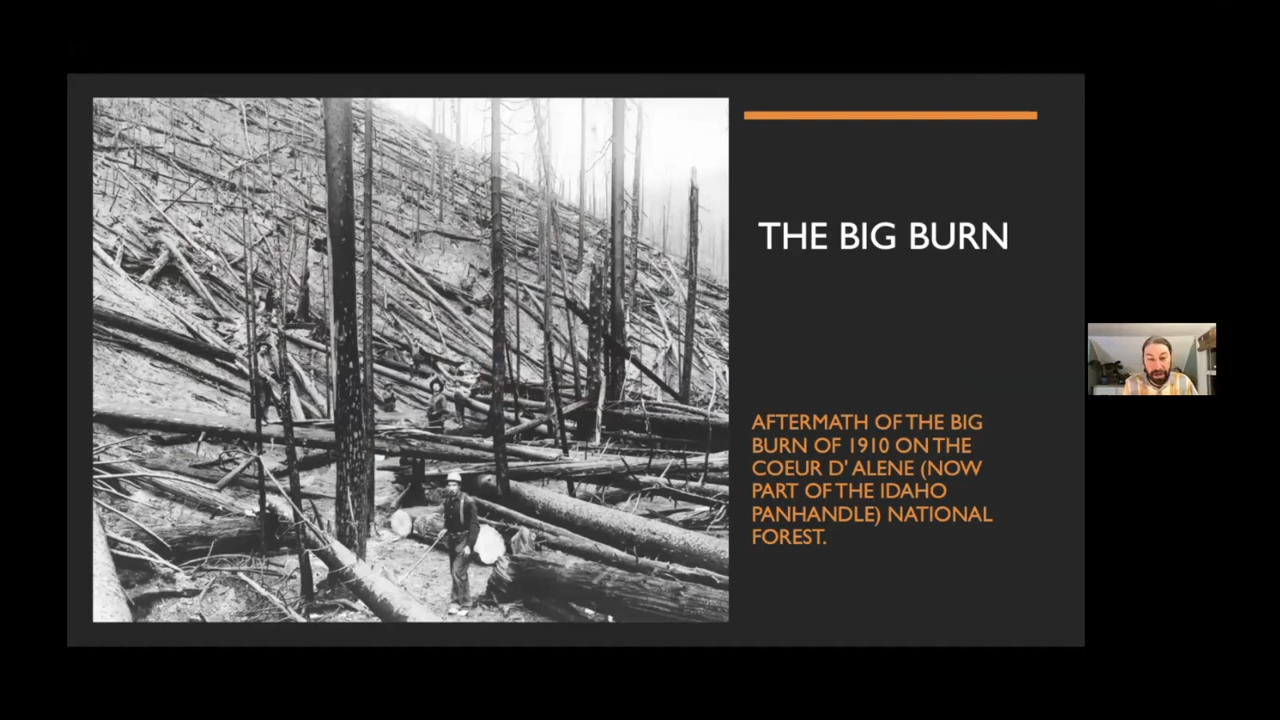 THE BIG BURN
AFTERMATH OF THE BIG
BURN OF 1910 ON THE
COEUR D' ALENE (NOW
PART OF THE IDAHO
PANHANDLE) NATIONAL
FOREST.